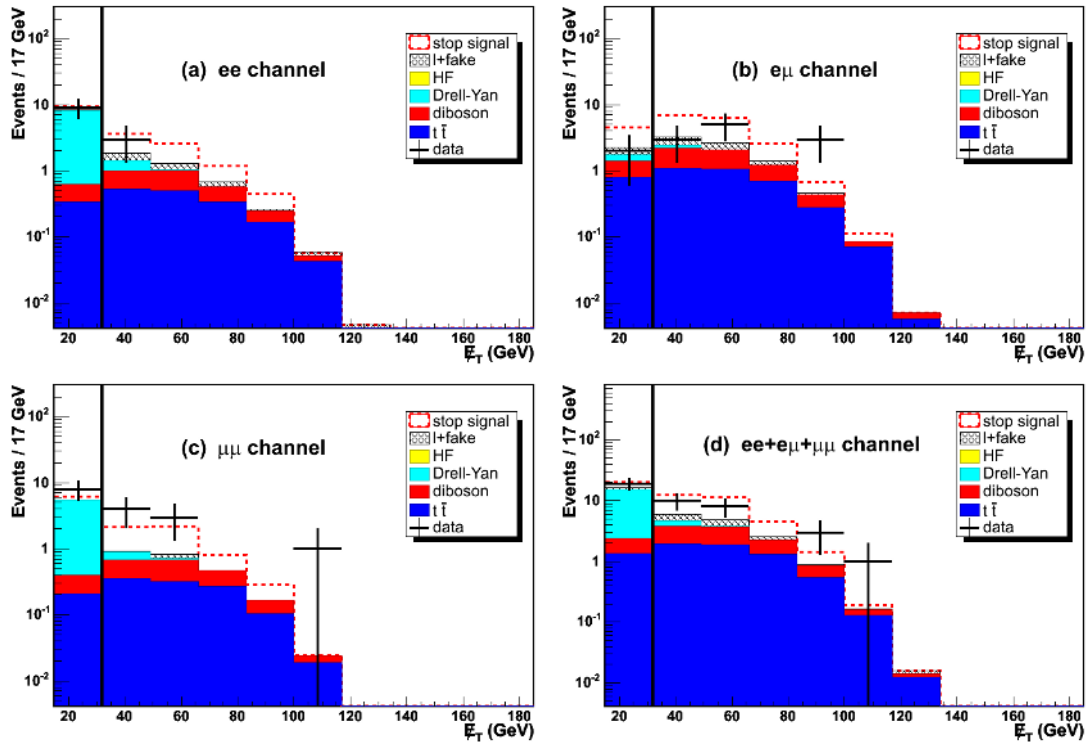 Events / 17 GeV
10²
10
1
10⁻¹
10⁻²
(a) ee channel
stop signal
l+fake
HF
Drell-Yan
diboson
t t̄
data
20 40 60 80 100 120 140 160 180
E̸_T (GeV)
Events / 17 GeV
10²
10
1
10⁻¹
10⁻²
(b) eμ channel
stop signal
l+fake
HF
Drell-Yan
diboson
t t̄
data
20 40 60 80 100 120 140 160 180
E̸_T (GeV)
Events / 17 GeV
10²
10
1
10⁻¹
10⁻²
(c) μμ channel
stop signal
l+fake
HF
Drell-Yan
diboson
t t̄
data
20 40 60 80 100 120 140 160 180
E̸_T (GeV)
Events / 17 GeV
10²
10
1
10⁻¹
10⁻²
(d) ee+eμ+μμ channel
stop signal
l+fake
HF
Drell-Yan
diboson
t t̄
data
20 40 60 80 100 120 140 160 180
E̸_T (GeV)